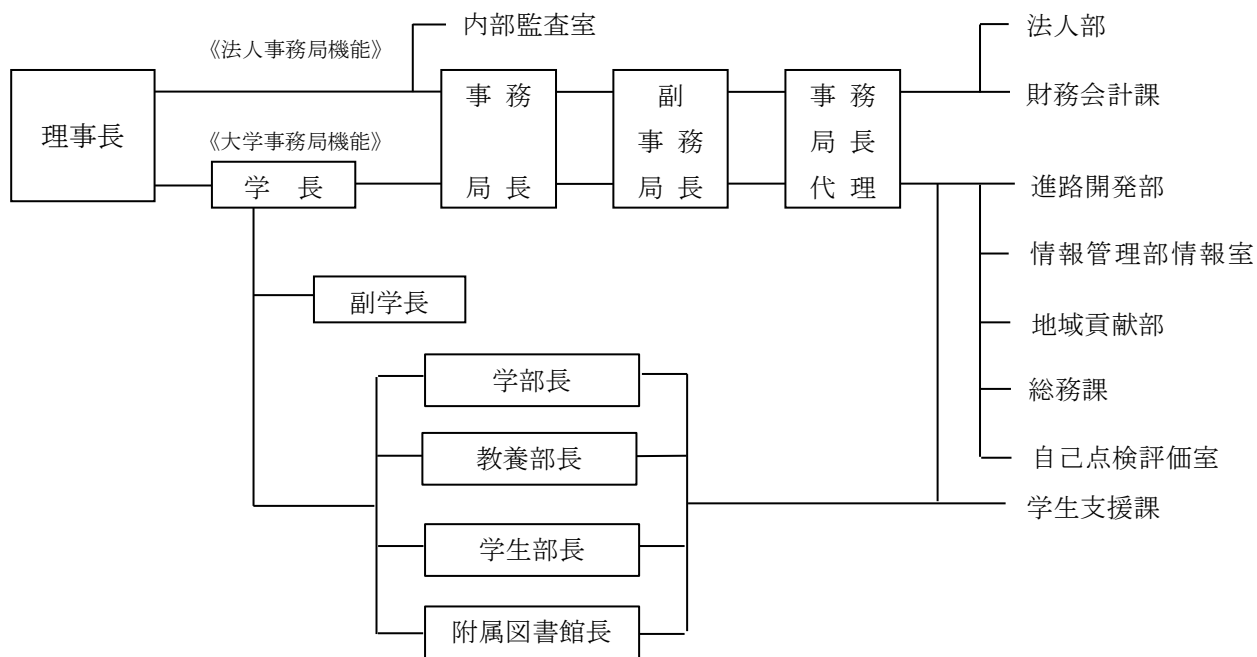 内部監査室
法人部
《法人事務局機能》
理事長
事 務
局 長
副
事 務
局 長
事 務
局 長
代 理
財務会計課
《大学事務局機能》
学 長
進路開発部
情報管理部情報室
副学長
地域貢献部
学部長
総務課
教養部長
自己点検評価室
学生支援課
学生部長
附属図書館長